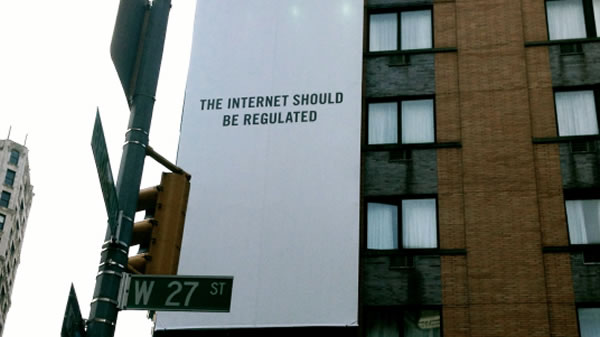 THE INTERNET SHOULD
BE REGULATED
W 27 ST